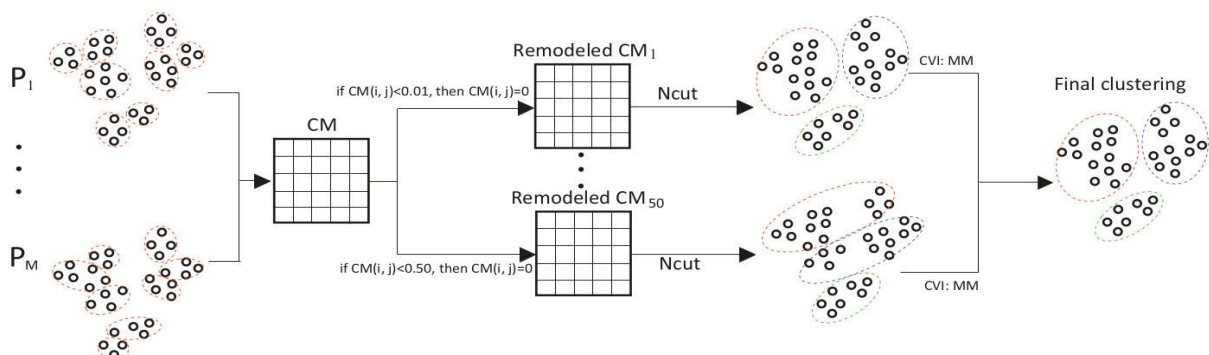 P1
PM
CM
if CM(i, j)<0.01, then CM(i, j)=0
if CM(i, j)<0.50, then CM(i, j)=0
Remodeled CM1
Remodeled CM50
Ncut
Ncut
CVI: MM
CVI: MM
Final clustering